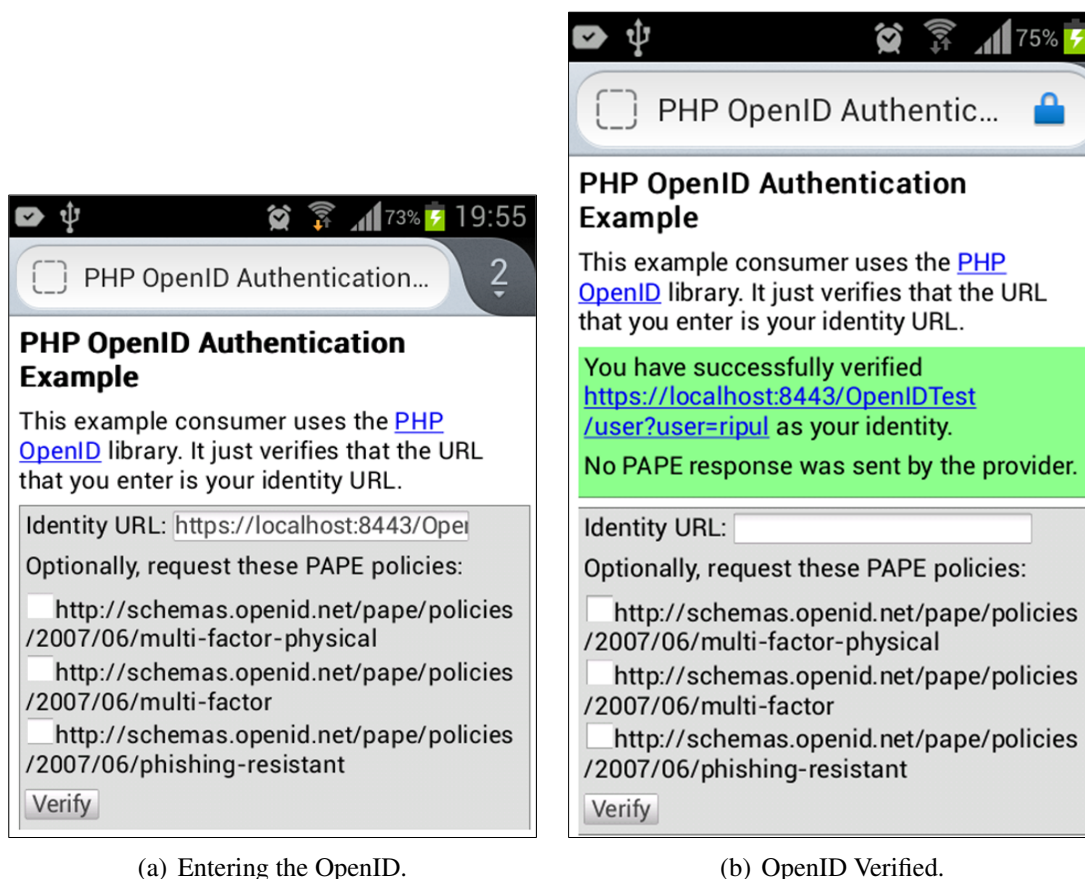 73% 19:55
PHP OpenID Authentication... 2
PHP OpenID Authentication
Example
This example consumer uses the PHP
OpenID library. It just verifies that the URL
that you enter is your identity URL.
Identity URL: https://localhost:8443/Open
Optionally, request these PAPE policies:
http://schemas.openid.net/pape/policies
/2007/06/multi-factor-physical
http://schemas.openid.net/pape/policies
/2007/06/multi-factor
http://schemas.openid.net/pape/policies
/2007/06/phishing-resistant
Verify
(a) Entering the OpenID.
75%
PHP OpenID Authentic...
PHP OpenID Authentication
Example
This example consumer uses the PHP
OpenID library. It just verifies that the URL
that you enter is your identity URL.
You have successfully verified
https://localhost:8443/OpenIDTest
/user?user=ripul as your identity.
No PAPE response was sent by the provider.
Identity URL:
Optionally, request these PAPE policies:
http://schemas.openid.net/pape/policies
/2007/06/multi-factor-physical
http://schemas.openid.net/pape/policies
/2007/06/multi-factor
http://schemas.openid.net/pape/policies
/2007/06/phishing-resistant
Verify
(b) OpenID Verified.